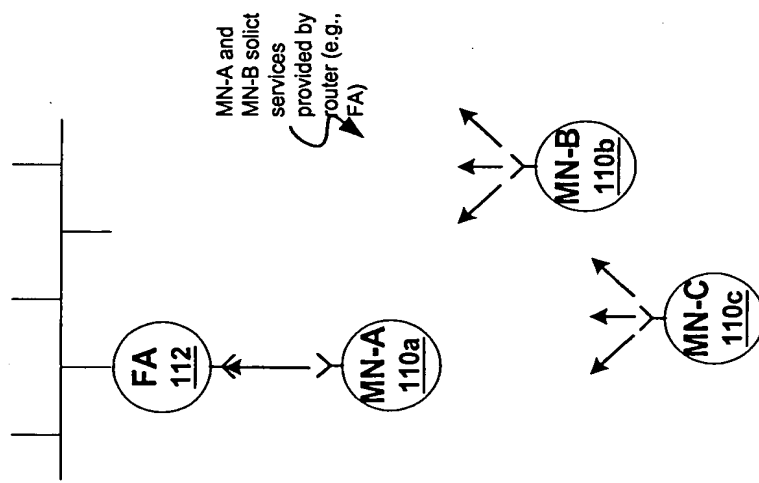 MN-A and
MN-B solict
services
provided by
router (e.g.,
FA)
FA
112
MN-A
110a
MN-B
110b
MN-C
110c